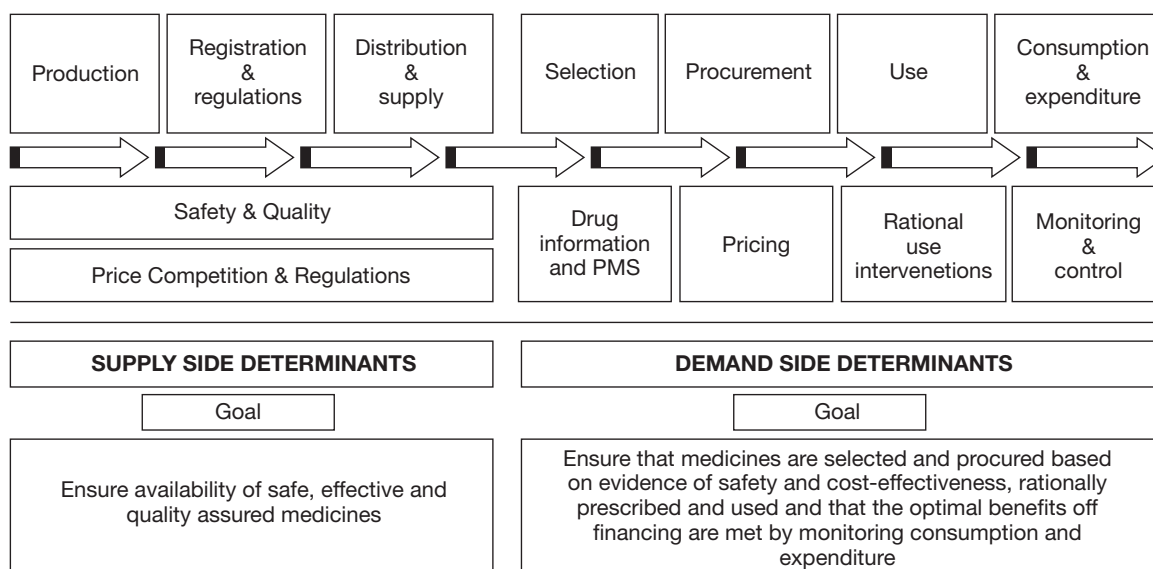 Production
Registration
&
regulations
Distribution
&
supply
Selection
Procurement
Use
Consumption
&
expenditure
Safety & Quality
Price Competition & Regulations
Drug
information
and PMS
Pricing
Rational
use
intervenetions
Monitoring
&
control
SUPPLY SIDE DETERMINANTS
Goal
Ensure availability of safe, effective and
quality assured medicines
DEMAND SIDE DETERMINANTS
Goal
Ensure that medicines are selected and procured based
on evidence of safety and cost-effectiveness, rationally
prescribed and used and that the optimal benefits off
financing are met by monitoring consumption and
expenditure